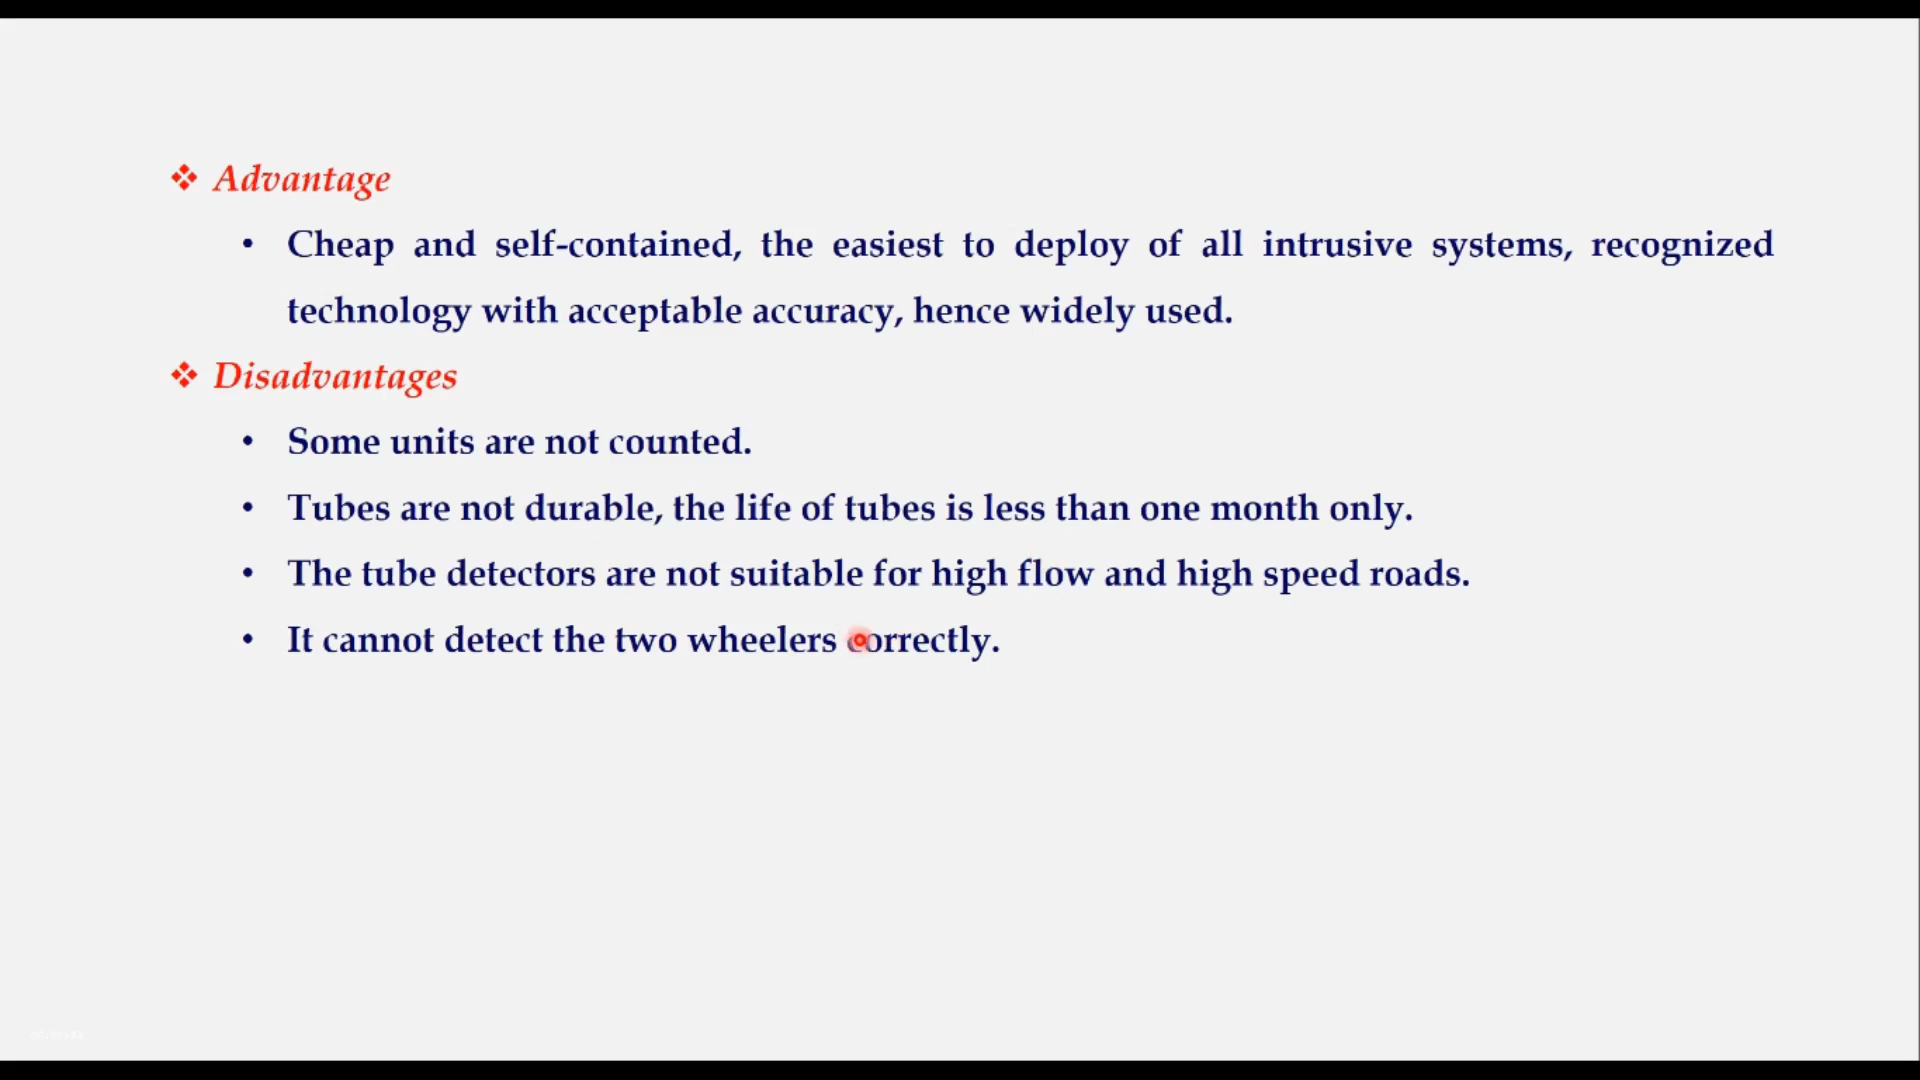 ❖ Advantage
• Cheap and self-contained, the easiest to deploy of all intrusive systems, recognized
technology with acceptable accuracy, hence widely used.
❖ Disadvantages
• Some units are not counted.
• Tubes are not durable, the life of tubes is less than one month only.
• The tube detectors are not suitable for high flow and high speed roads.
• It cannot detect the two wheelers correctly.